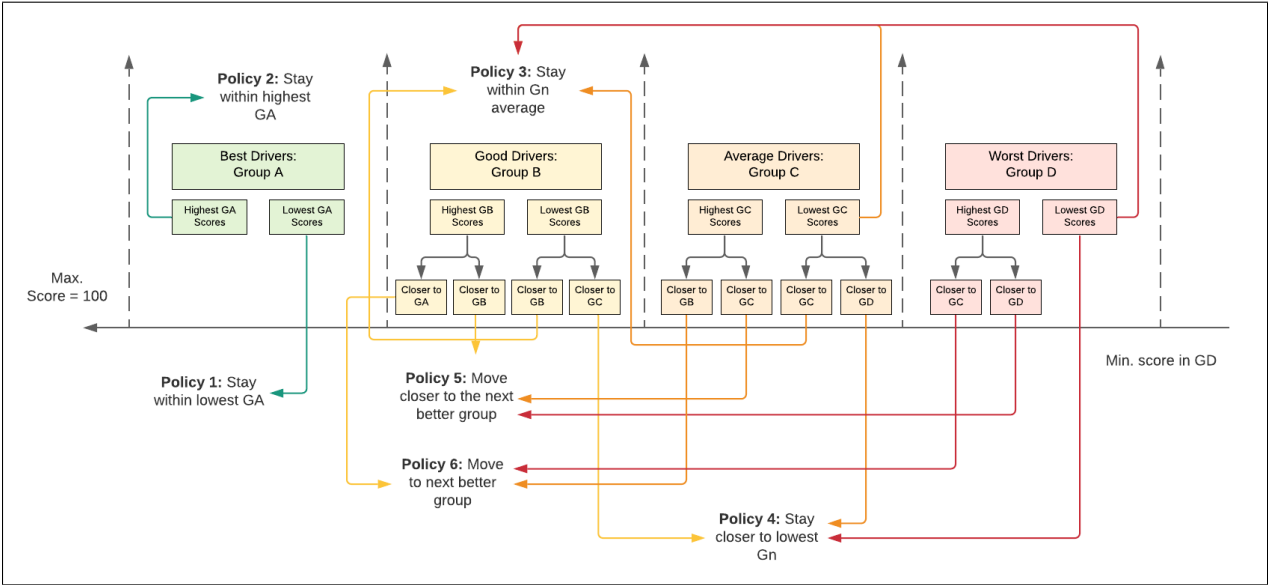 Policy 2: Stay
within highest
GA
Policy 3: Stay
within Gn
average
Best Drivers:
Group A
Good Drivers:
Group B
Average Drivers:
Group C
Worst Drivers:
Group D
Highest GA
Scores
Lowest GA
Scores
Highest GB
Scores
Lowest GB
Scores
Highest GC
Scores
Lowest GC
Scores
Highest GD
Scores
Lowest GD
Scores
Max.
Score = 100
Closer to
GA
Closer to
GB
Closer to
GB
Closer to
GC
Closer to
GB
Closer to
GC
Closer to
GC
Closer to
GD
Closer to
GC
Closer to
GD
Min. score in GD
Policy 1: Stay
within lowest GA
Policy 5: Move
closer to the next
better group
Policy 6: Move
to next better
group
Policy 4: Stay
closer to lowest
Gn